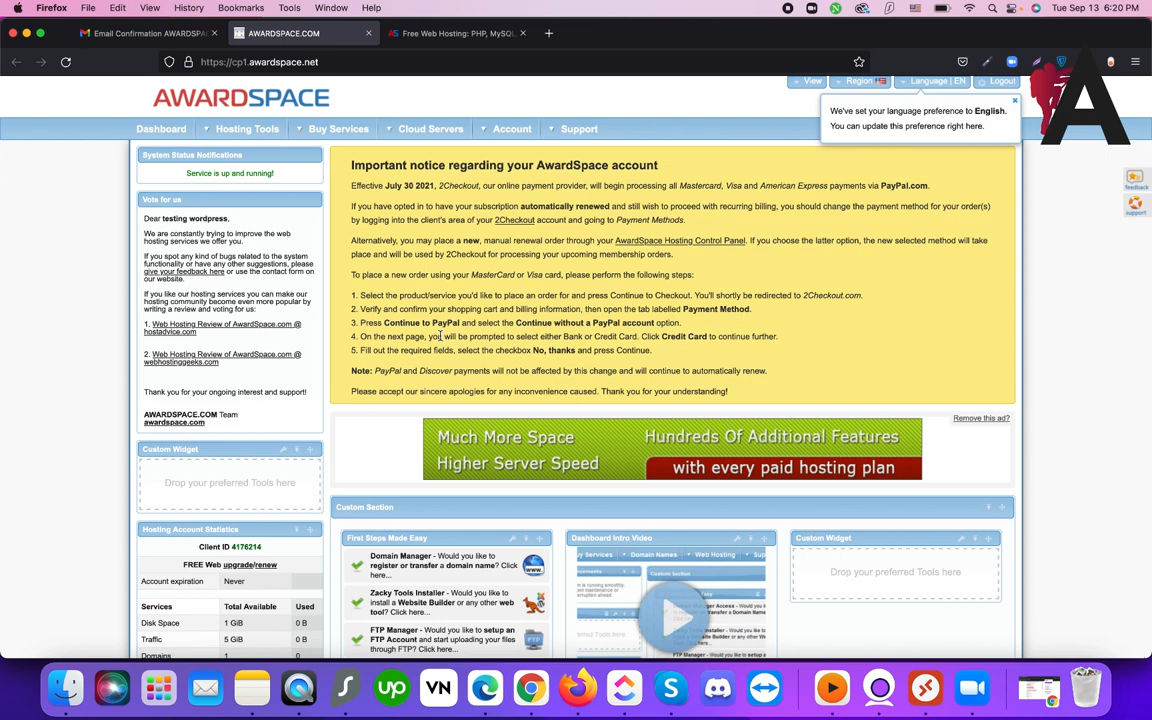 Firefox File Edit View History Bookmarks Tools Window Help
Tue Sep 13 6:20 PM
Email Confirmation AWARDSPAC
AWARDSPACE.COM
Free Web Hosting: PHP, MySQL,
https://cp1.awardspace.net
AWARDSPACE
View
Region
Language | EN
Logout
We've set your language preference to English.
You can update this preference right here.
A
Dashboard Hosting Tools Buy Services Cloud Servers Account Support
System Status Notifications
Service is up and running!
Vote for us
Dear testing wordpress,
We are constantly trying to improve the web
hosting services we offer you.
If you spot any kind of bugs related to the system
functionality or have any other suggestions, please
give your feedback here or use the contact form on
our website.
If you like our hosting services you can make our
hosting community become even more popular by
writing a review and voting on:
1. Web Hosting Review of AwardSpace.com @
hostadvice.com
2. Web Hosting Review of AwardSpace.com @
webhostinggeeks.com
Thank you for your ongoing interest and support!
AWARDSPACE.COM Team
awardspace.com
Custom Widget
Drop your preferred Tools here
Hosting Account Statistics
Client ID 4176214
FREE Web upgrade/renew
Account expiration Never
Services Total Available Used
Disk Space 1 GiB 0 B
Traffic 5 GiB 0 B
Domains 1 0
Important notice regarding your AwardSpace account
Effective July 30 2021, 2Checkout, our online payment provider, will begin processing all Mastercard, Visa and American Express payments via PayPal.com.
If you have opted in to have your subscription automatically renewed and still wish to proceed with recurring billing, you should change the payment method for your order(s)
by logging into the client's area of your 2Checkout account and going to Payment Methods.
Alternatively, you may place a new, manual renewal order through your AwardSpace Hosting Control Panel. If you choose the latter option, the new selected method will take
place and will be used by 2Checkout for processing your upcoming membership orders.
To place a new order using your MasterCard or Visa card, please perform the following steps:
1. Select the product/service you'd like to place an order for and press Continue to Checkout. You'll shortly be redirected to 2Checkout.com.
2. Verify and confirm your shopping cart and billing information, then open the tab labelled Payment Method.
3. Press Continue to PayPal and select the Continue without a PayPal account option.
4. On the next page, you will be prompted to select either Bank or Credit Card. Click Credit Card to continue further.
5. Fill out the required fields, select the checkbox No, thanks and press Continue.
Note: PayPal and Discover payments will not be affected by this change and will continue to automatically renew.
Please accept our sincere apologies for any inconvenience caused. Thank you for your understanding!
Remove this ad?
Much More Space
Higher Server Speed
Hundreds Of Additional Features
with every paid hosting plan
Custom Section
First Steps Made Easy
Domain Manager - Would you like to
register or transfer a domain name? Click
here...
Zacky Tools Installer - Would you like to
install a Website Builder or any other web
tool? Click here...
FTP Manager - Would you like to setup an
FTP Account and start uploading your files
through FTP? Click here...
Dashboard Intro Video
Custom Widget
Drop your preferred Tools here
feedback
support
up
VN